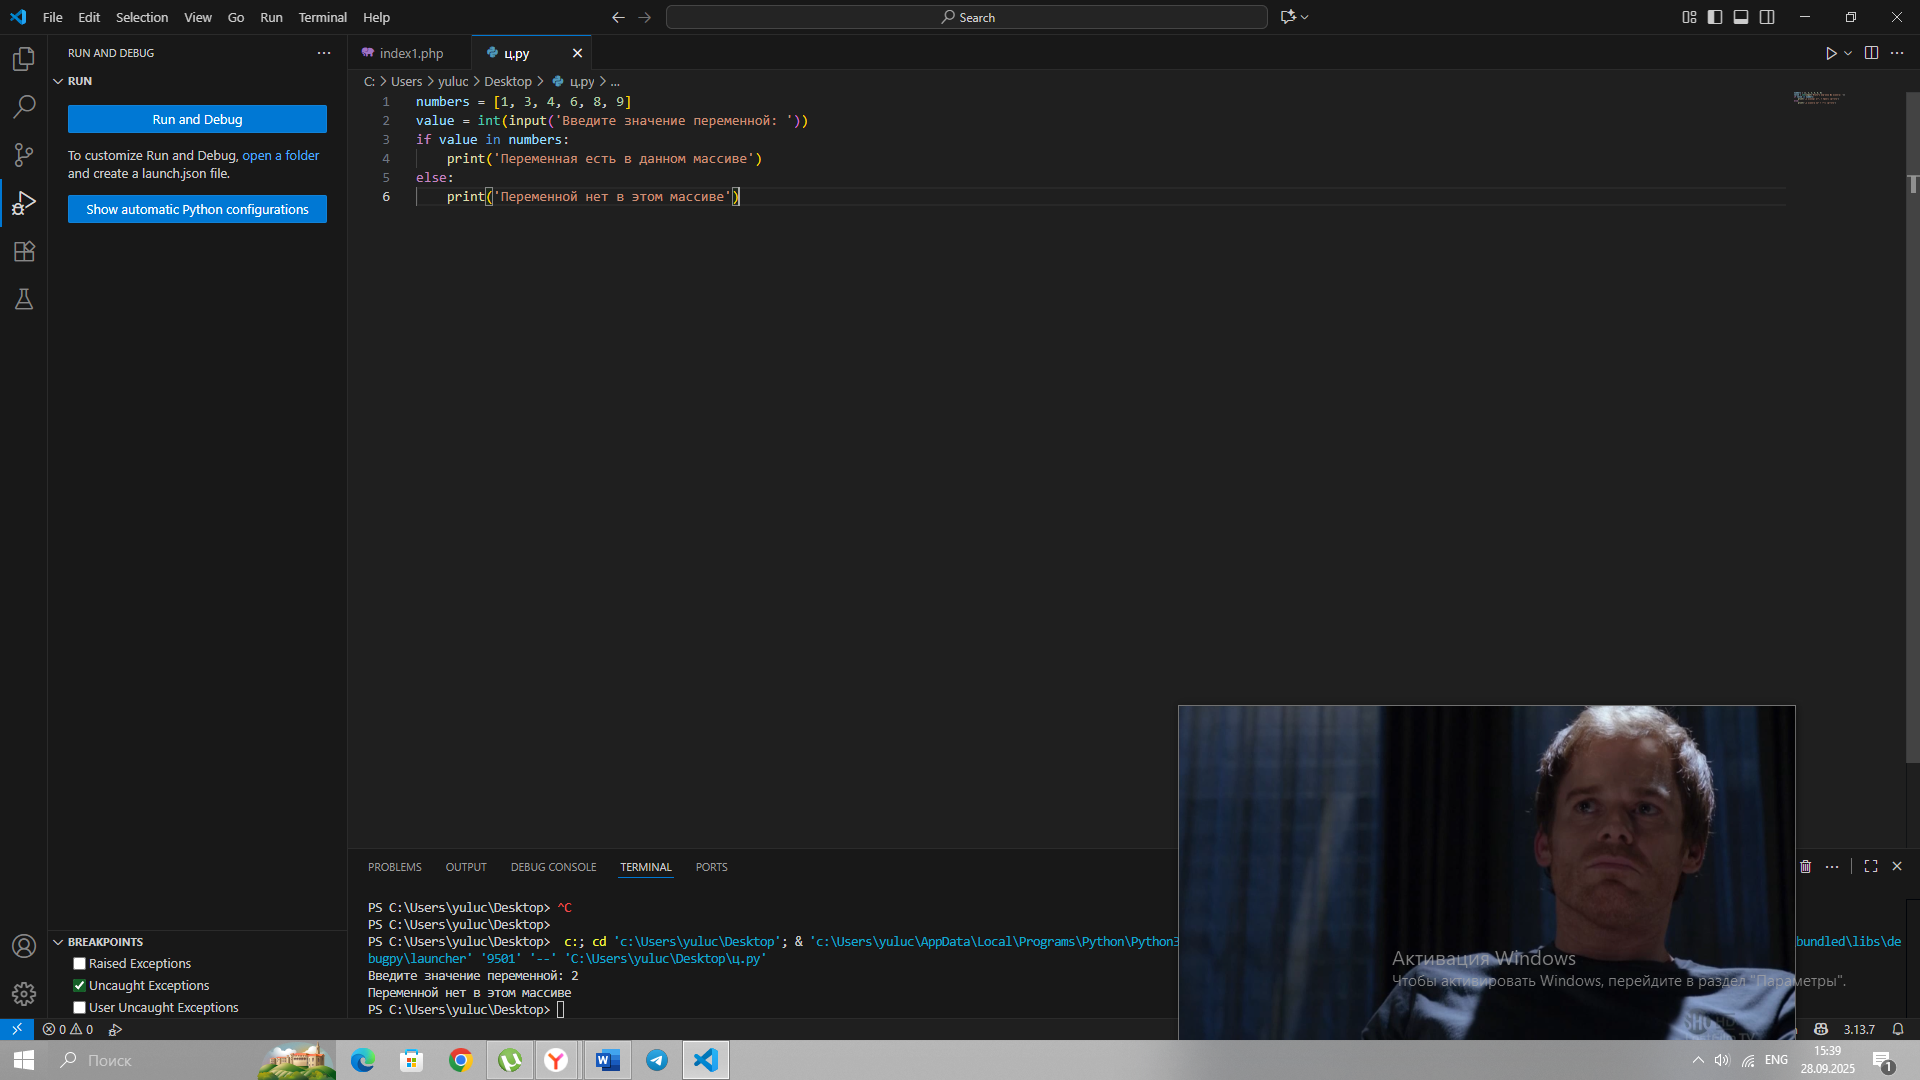 File Edit Selection View Go Run Terminal Help
Search
RUN AND DEBUG
RUN
Run and Debug
To customize Run and Debug, open a folder
and create a launch.json file.
Show automatic Python configurations
index1.php
ц.py
C: > Users > yuluc > Desktop > ц.py > ...
1 numbers = [1, 3, 4, 6, 8, 9]
2 value = int(input('Введите значение переменной: '))
3 if value in numbers:
4 print('Переменная есть в данном массиве')
5 else:
6 print('Переменной нет в этом массиве')
PROBLEMS OUTPUT DEBUG CONSOLE TERMINAL PORTS
PS C:\Users\yuluc\Desktop> ^C
PS C:\Users\yuluc\Desktop>
PS C:\Users\yuluc\Desktop> c:; cd 'c:\Users\yuluc\Desktop'; & 'c:\Users\yuluc\AppData\Local\Programs\Python\Python3 bundled\libs\de
bugpy\launcher' '9501' '--' 'C:\Users\yuluc\Desktop\ц.py'
Введите значение переменной: 2
Переменной нет в этом массиве
PS C:\Users\yuluc\Desktop>
BREAKPOINTS
Raised Exceptions
Uncaught Exceptions
User Uncaught Exceptions
Активация Windows
Чтобы активировать Windows, перейдите в раздел "Параметры".
0 0
3.13.7
Поиск
ENG
15:39
28.09.2025
1